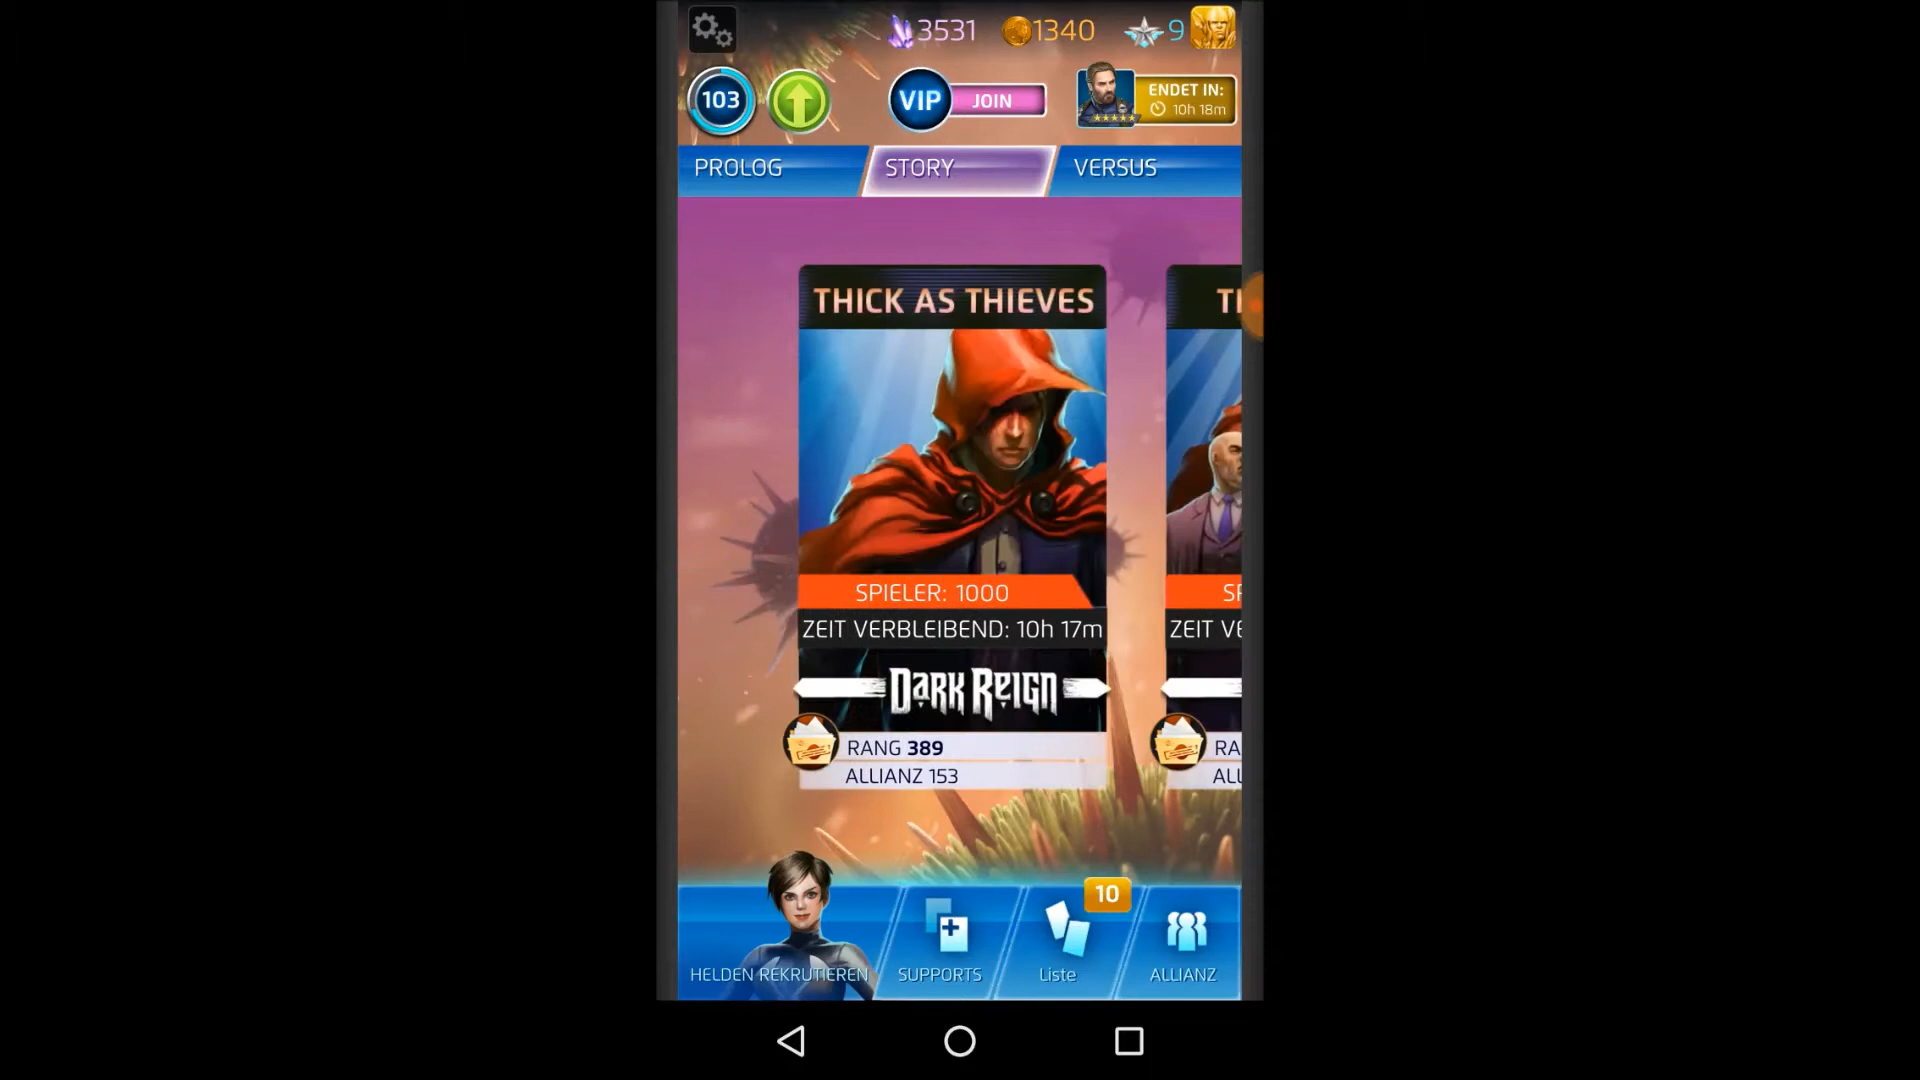 3531 1340 9
103 VIP JOIN ENDET IN:
10h 18m
PROLOG STORY VERSUS
THICK AS THIEVES
SPIELER: 1000
ZEIT VERBLEIBEND: 10h 17m ZEIT
DARK REIGN
RANG 389
ALLIANZ 153
10
HELDEN REKRUTIEREN SUPPORTS Liste ALLIANZ